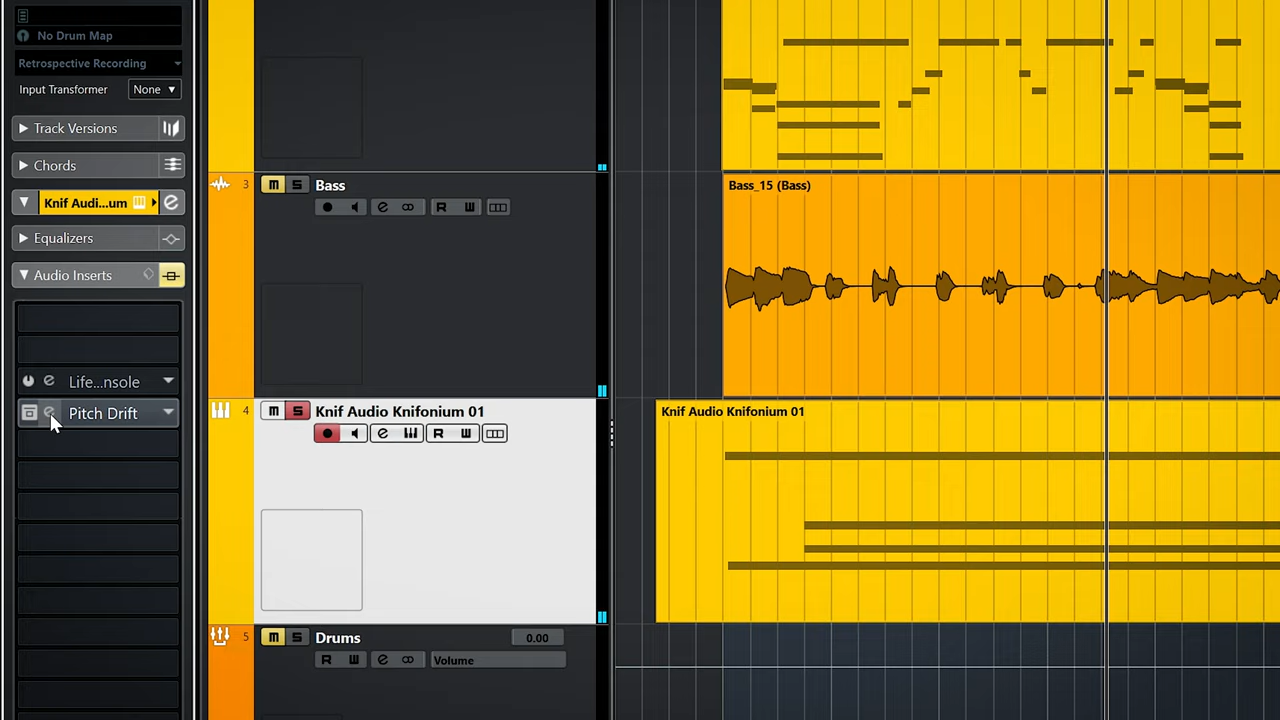 No Drum Map
Retrospective Recording
Input Transformer None
Track Versions
Chords
Knif Audi...um
Equalizers
Audio Inserts
Life...nsole
Pitch Drift
3 M S Bass
e R W
Bass_15 (Bass)
4 M S Knif Audio Knifonium 01
e R W
Knif Audio Knifonium 01
5 M S Drums 0.00
R W e Volume